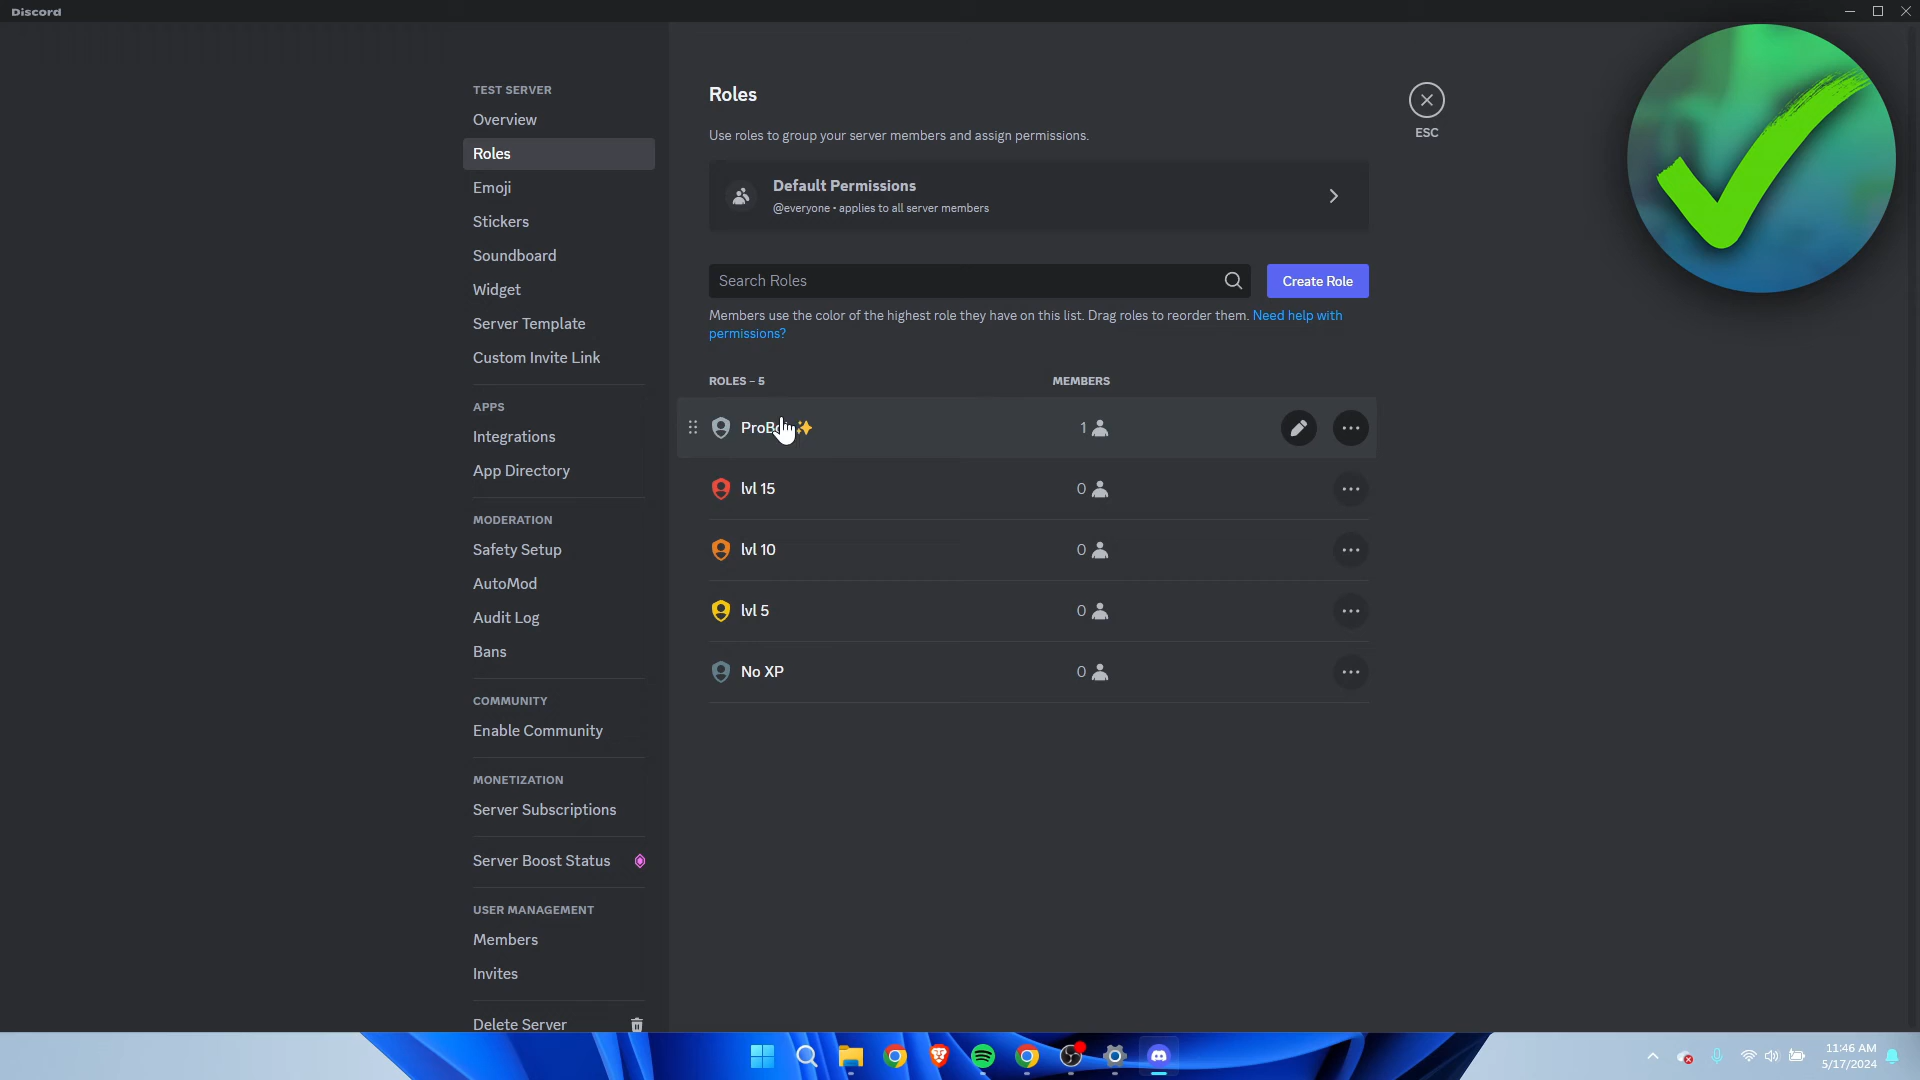 Discord
TEST SERVER
Overview
Roles
Emoji
Stickers
Soundboard
Widget
Server Template
Custom Invite Link
APPS
Integrations
App Directory
MODERATION
Safety Setup
AutoMod
Audit Log
Bans
COMMUNITY
Enable Community
MONETIZATION
Server Subscriptions
Server Boost Status
USER MANAGEMENT
Members
Invites
Delete Server
Roles
Use roles to group your server members and assign permissions.
Default Permissions
@everyone • applies to all server members
Search Roles
Create Role
Members use the color of the highest role they have on this list. Drag roles to reorder them. Need help with
permissions?
ROLES – 5 MEMBERS
1
lvl 15 0
lvl 10 0
lvl 5 0
No XP 0
ESC
11:46 AM
5/17/2024